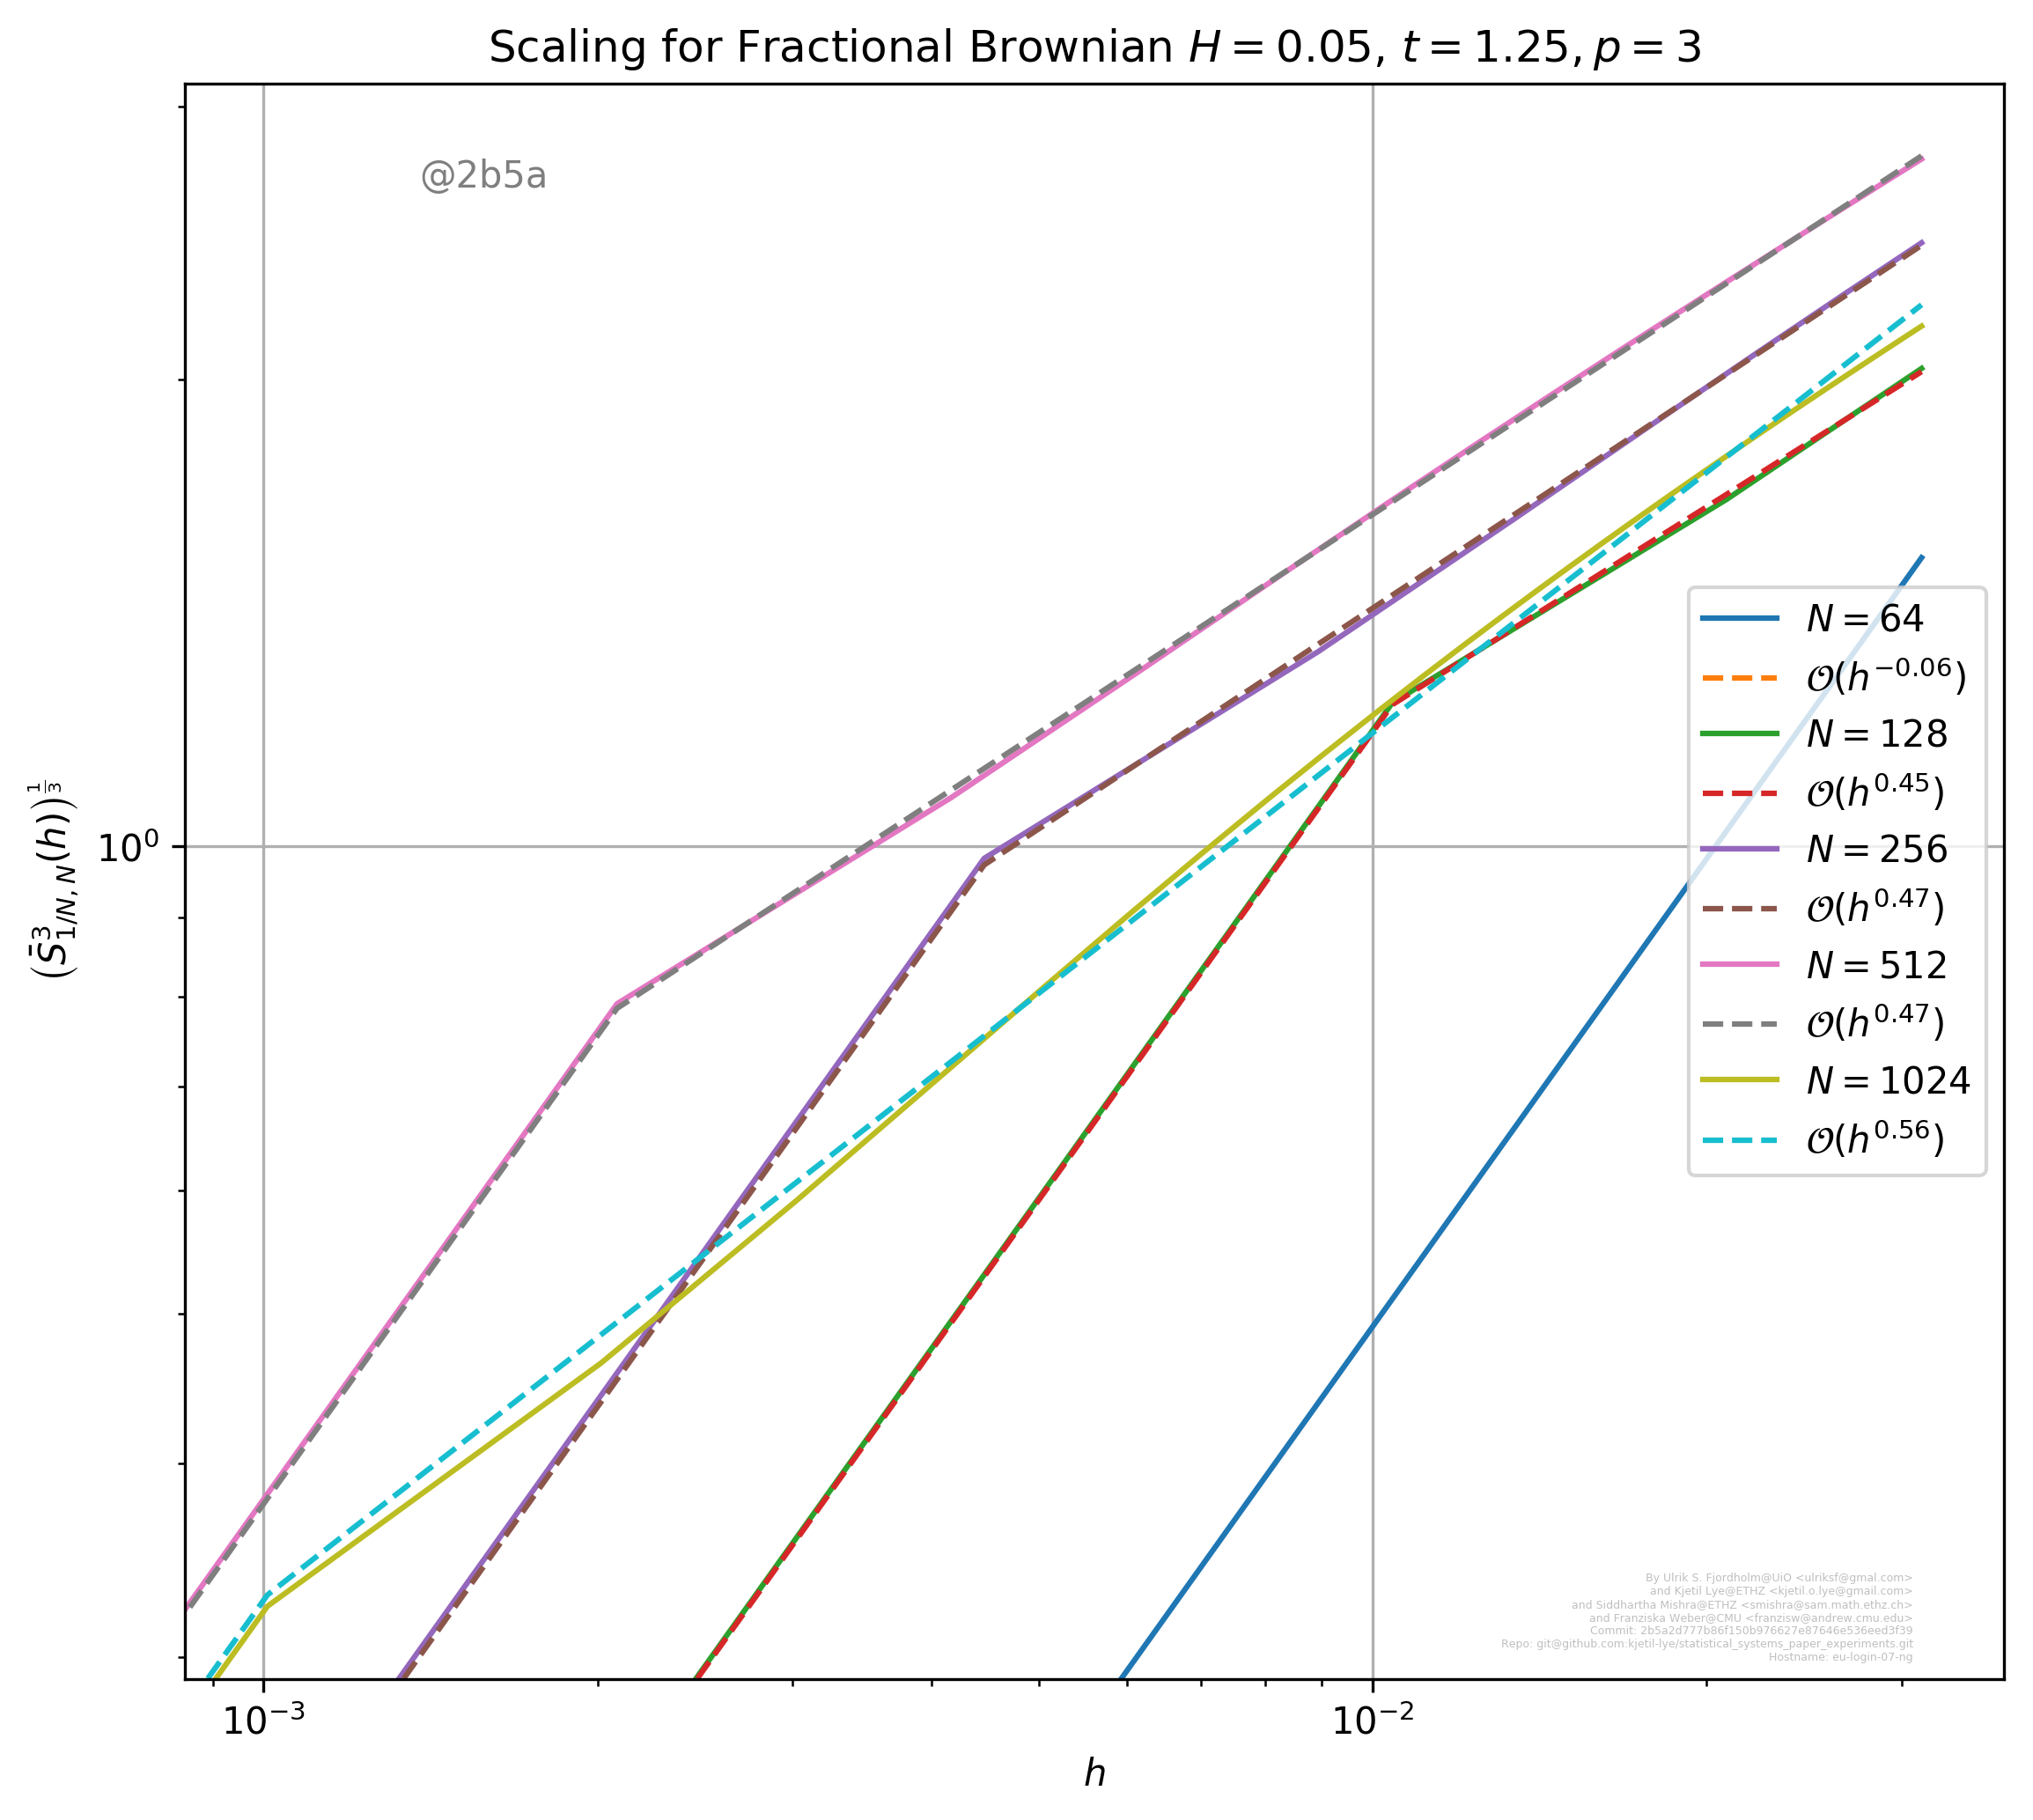 Scaling for Fractional Brownian H = 0.05, t = 1.25, p = 3
@2b5a
(S̄³₁/N, N(h))^(1/3)
10⁰
N = 64
𝒪(h^−0.06)
N = 128
𝒪(h^0.45)
N = 256
𝒪(h^0.47)
N = 512
𝒪(h^0.47)
N = 1024
𝒪(h^0.56)
By Ulrik S. Fjordholm@UiO <ulriksf@gmal.com>
and Kjetil Lye@ETHZ <kjetil.o.lye@gmail.com>
and Siddhartha Mishra@ETHZ <smishra@sam.math.ethz.ch>
and Franziska Weber@CMU <franzisw@andrew.cmu.edu>
Commit: 2b5a2d777b86f150b976627e87646e536eed3f39
Repo: git@github.com:kjetil-lye/statistical_systems_paper_experiments.git
Hostname: eu-login-07-ng
10⁻³
10⁻²
h